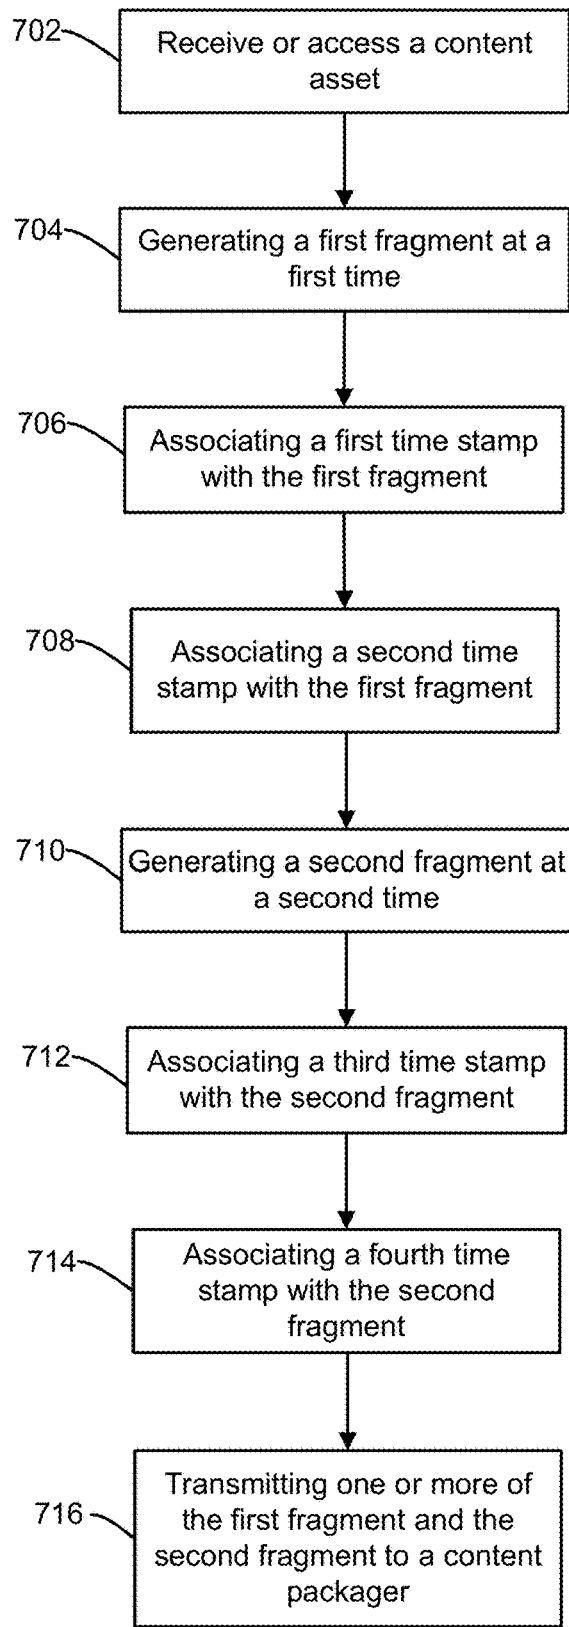 702
Receive or access a content
asset
704
Generating a first fragment at a
first time
706
Associating a first time stamp
with the first fragment
708
Associating a second time
stamp with the first fragment
710
Generating a second fragment at
a second time
712
Associating a third time stamp
with the second fragment
714
Associating a fourth time
stamp with the second
fragment
716
Transmitting one or more of
the first fragment and the
second fragment to a content
packager